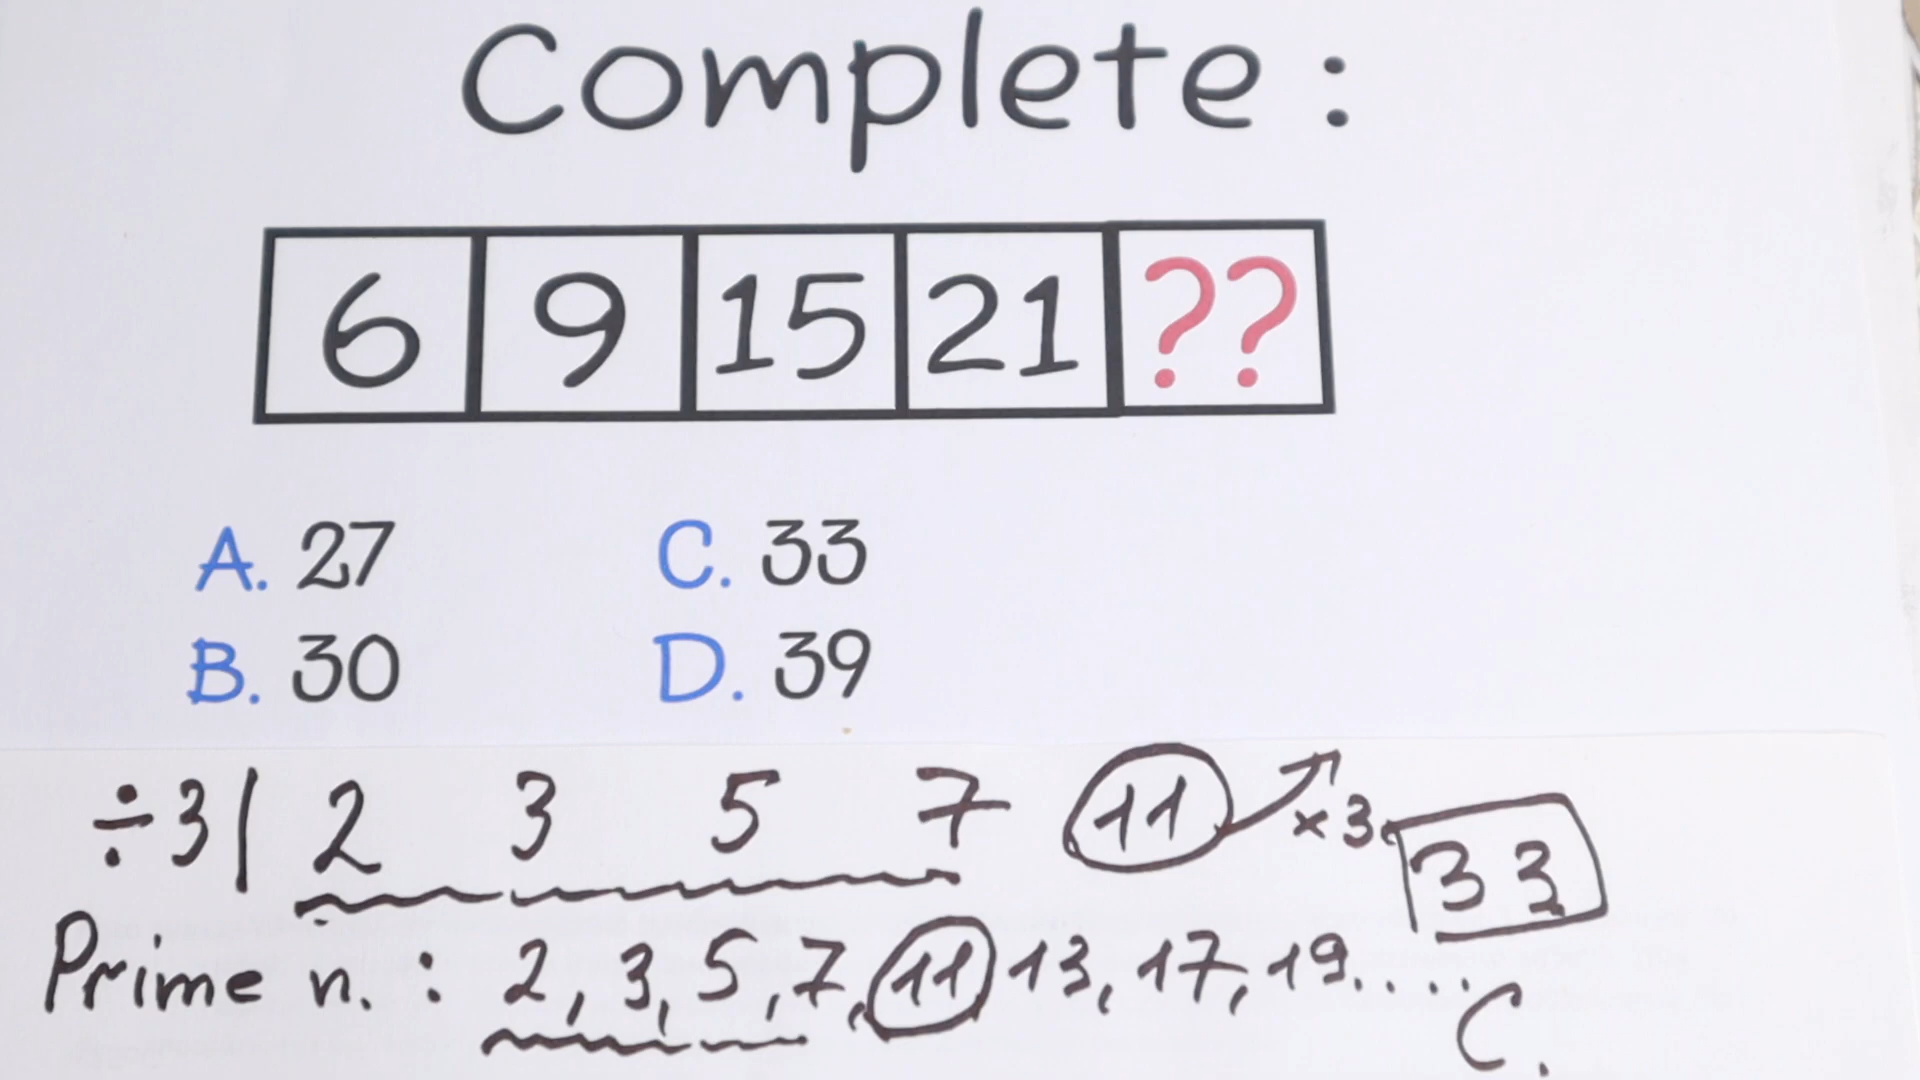 Complete :
6 9 15 21 ??
A. 27 C. 33
B. 30 D. 39
÷3| 2 3 5 7 11 ×3 33
Prime n. : 2, 3, 5, 7, 11 13, 17, 19....
C.